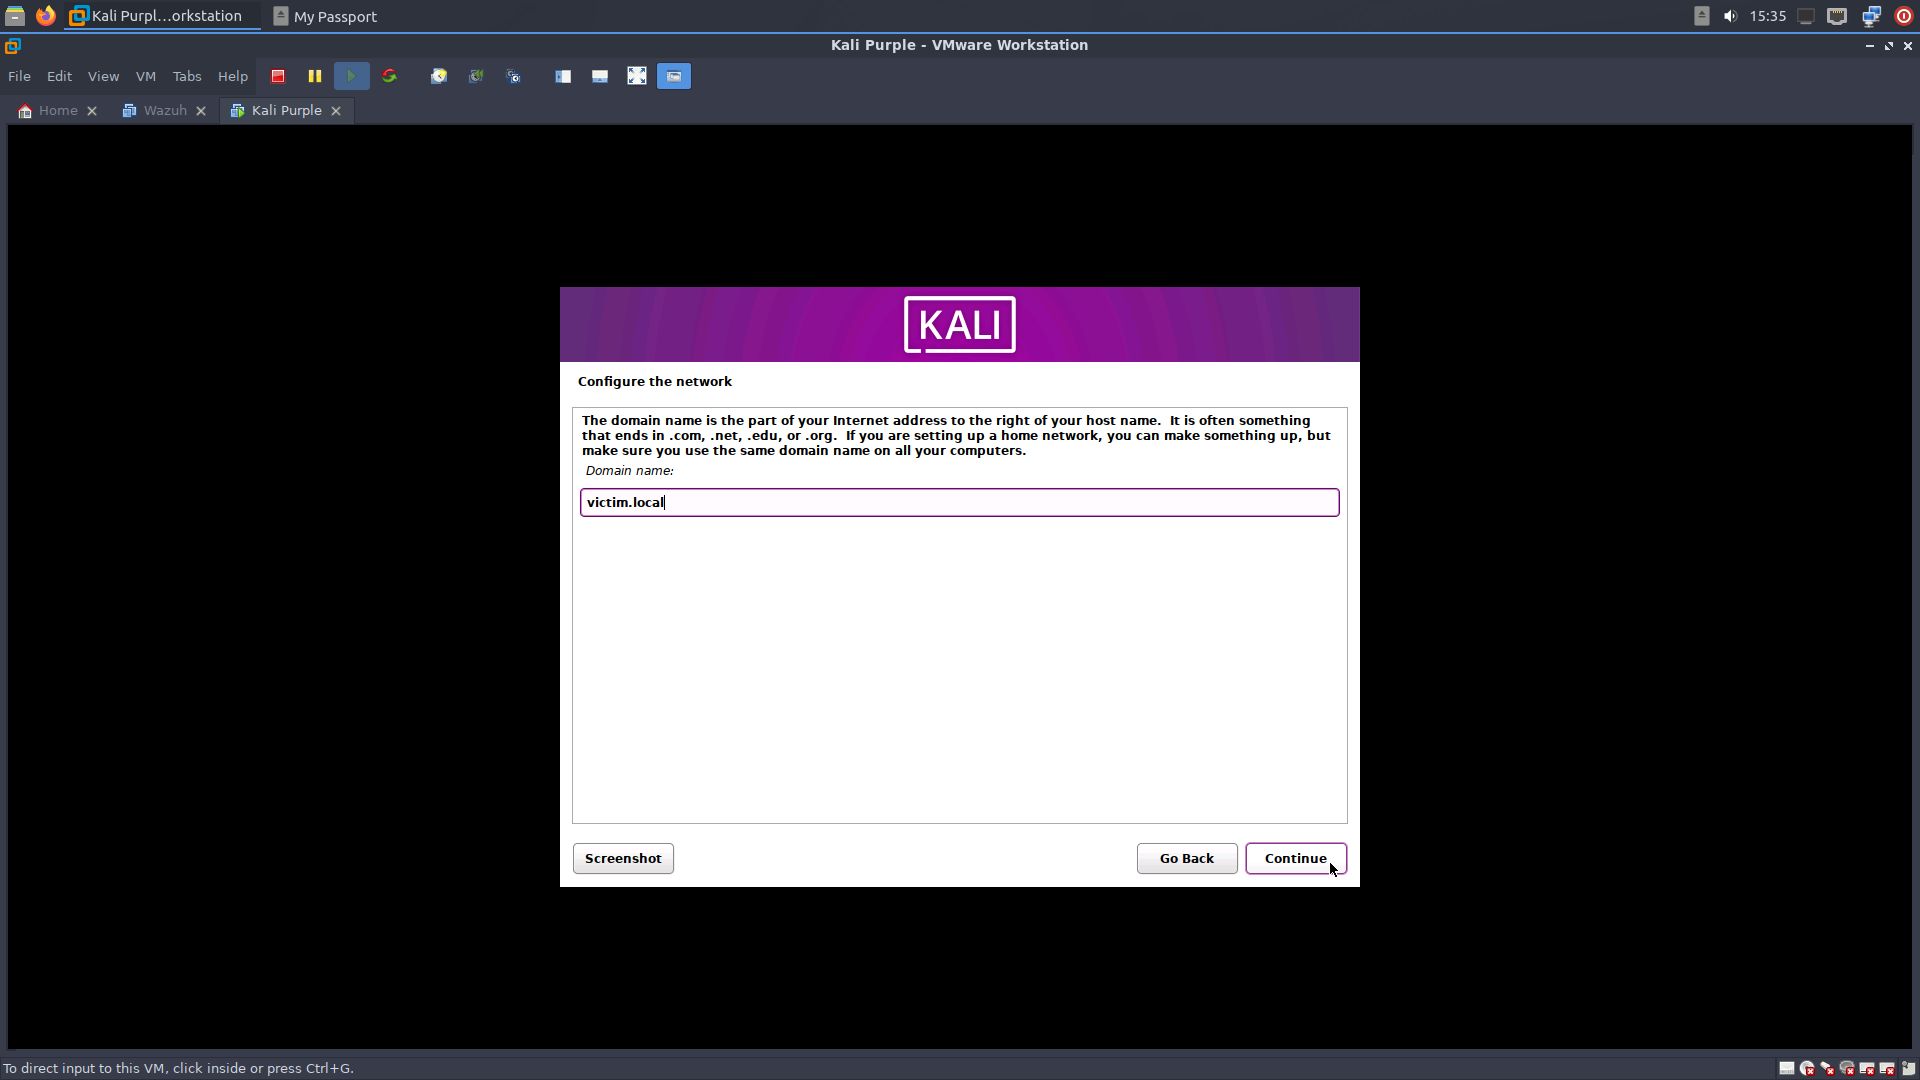 Kali Purpl...orkstation
My Passport
15:35
Kali Purple - VMware Workstation
File Edit View VM Tabs Help
Home
Wazuh
Kali Purple
KALI
Configure the network
The domain name is the part of your Internet address to the right of your host name.  It is often something
that ends in .com, .net, .edu, or .org.  If you are setting up a home network, you can make something up, but
make sure you use the same domain name on all your computers.
Domain name:
victim.local
Screenshot
Go Back
Continue
To direct input to this VM, click inside or press Ctrl+G.